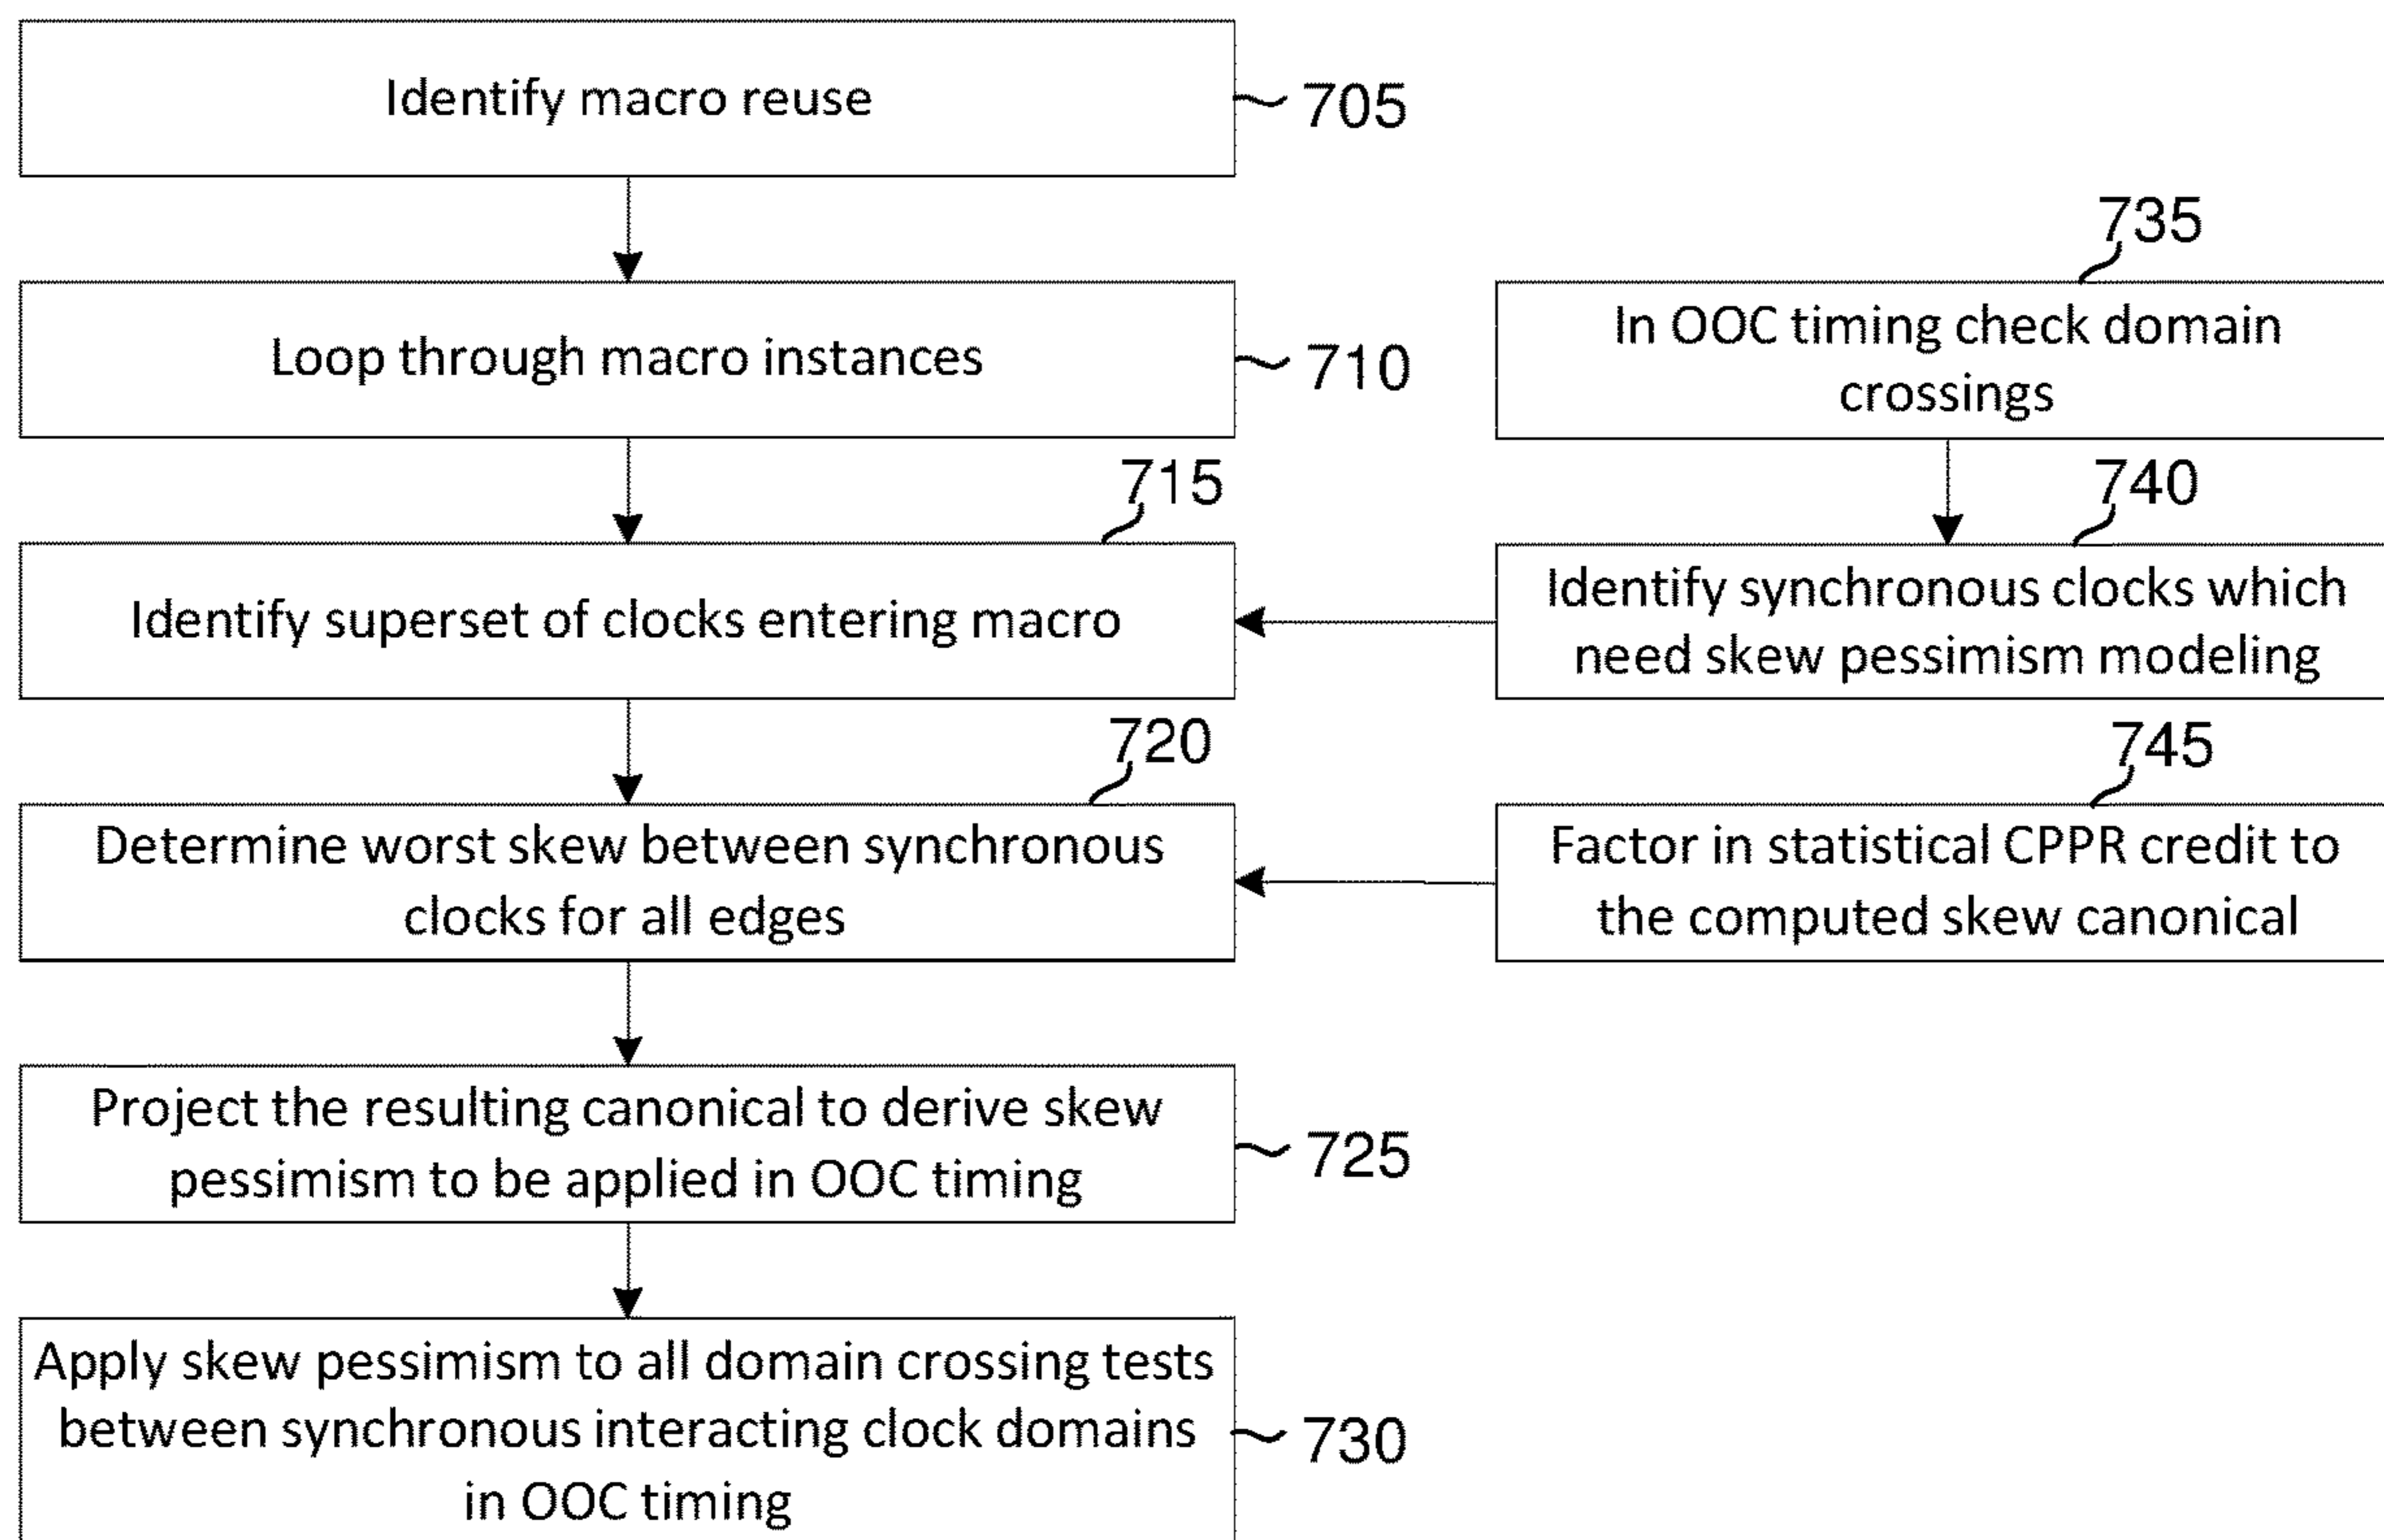 Identify macro reuse
705
Loop through macro instances
710
735
In OOC timing check domain
crossings
715
Identify superset of clocks entering macro
740
Identify synchronous clocks which
need skew pessimism modeling
720
Determine worst skew between synchronous
clocks for all edges
745
Factor in statistical CPPR credit to
the computed skew canonical
Project the resulting canonical to derive skew
pessimism to be applied in OOC timing
725
Apply skew pessimism to all domain crossing tests
between synchronous interacting clock domains
in OOC timing
730